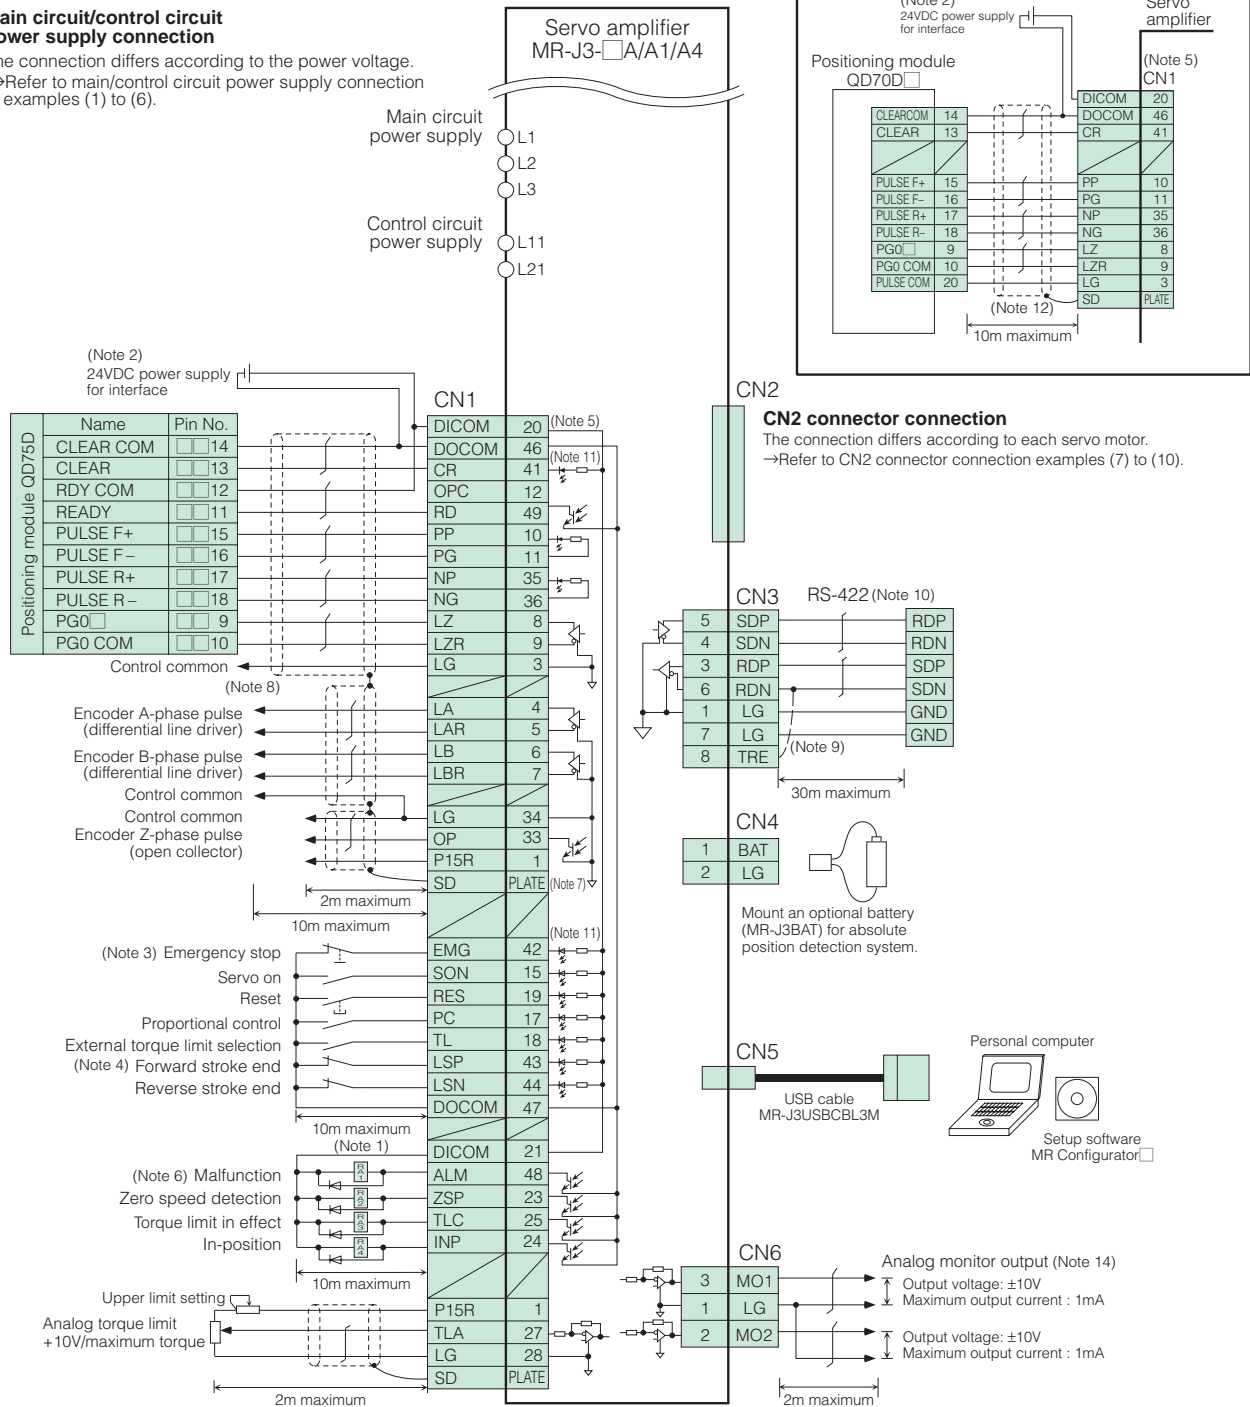 ain circuit/control circuit
ower supply connection
he connection differs according to the power voltage.
→Refer to main/control circuit power supply connection
examples (1) to (6).
Servo amplifier
MR-J3-□A/A1/A4
Main circuit
power supply
L1
L2
L3
Control circuit
power supply
L11
L21
(Note 2)
24VDC power supply
for interface
Servo
amplifier
Positioning module
QD70D□
(Note 5)
CN1
CLEARCOM 14
CLEAR 13
PULSE F+ 15
PULSE F− 16
PULSE R+ 17
PULSE R− 18
PG0□ 9
PG0 COM 10
PULSE COM 20
DICOM 20
DOCOM 46
CR 41
PP 10
PG 11
NP 35
NG 36
LZ 8
LZR 9
LG 3
SD PLATE
(Note 12)
10m maximum
(Note 2)
24VDC power supply
for interface
Positioning module QD75D
Name Pin No.
CLEAR COM □□14
CLEAR □□13
RDY COM □□12
READY □□11
PULSE F+ □□15
PULSE F− □□16
PULSE R+ □□17
PULSE R− □□18
PG0□ □□ 9
PG0 COM □□10
Control common
(Note 8)
Encoder A-phase pulse
(differential line driver)
Encoder B-phase pulse
(differential line driver)
Control common
Control common
Encoder Z-phase pulse
(open collector)
2m maximum
10m maximum
CN1
DICOM 20 (Note 5)
DOCOM 46
(Note 11)
CR 41
OPC 12
RD 49
PP 10
PG 11
NP 35
NG 36
LZ 8
LZR 9
LG 3
LA 4
LAR 5
LB 6
LBR 7
LG 34
OP 33
P15R 1
SD PLATE (Note 7)
(Note 11)
(Note 3) Emergency stop EMG 42
Servo on SON 15
Reset RES 19
Proportional control PC 17
External torque limit selection TL 18
(Note 4) Forward stroke end LSP 43
Reverse stroke end LSN 44
DOCOM 47
10m maximum
(Note 1)
DICOM 21
(Note 6) Malfunction RA1 ALM 48
Zero speed detection RA2 ZSP 23
Torque limit in effect RA3 TLC 25
In-position RA4 INP 24
10m maximum
Upper limit setting
Analog torque limit
+10V/maximum torque
P15R 1
TLA 27
LG 28
SD PLATE
2m maximum
CN2
CN2 connector connection
The connection differs according to each servo motor.
→Refer to CN2 connector connection examples (7) to (10).
CN3 RS-422 (Note 10)
5 SDP RDP
4 SDN RDN
3 RDP SDP
6 RDN SDN
1 LG GND
7 LG GND
8 TRE
(Note 9)
30m maximum
CN4
1 BAT
2 LG
Mount an optional battery
(MR-J3BAT) for absolute
position detection system.
CN5
USB cable
MR-J3USBCBL3M
Personal computer
Setup software
MR Configurator□
CN6
3 MO1
1 LG
2 MO2
Analog monitor output (Note 14)
Output voltage: ±10V
Maximum output current : 1mA
Output voltage: ±10V
Maximum output current : 1mA
2m maximum